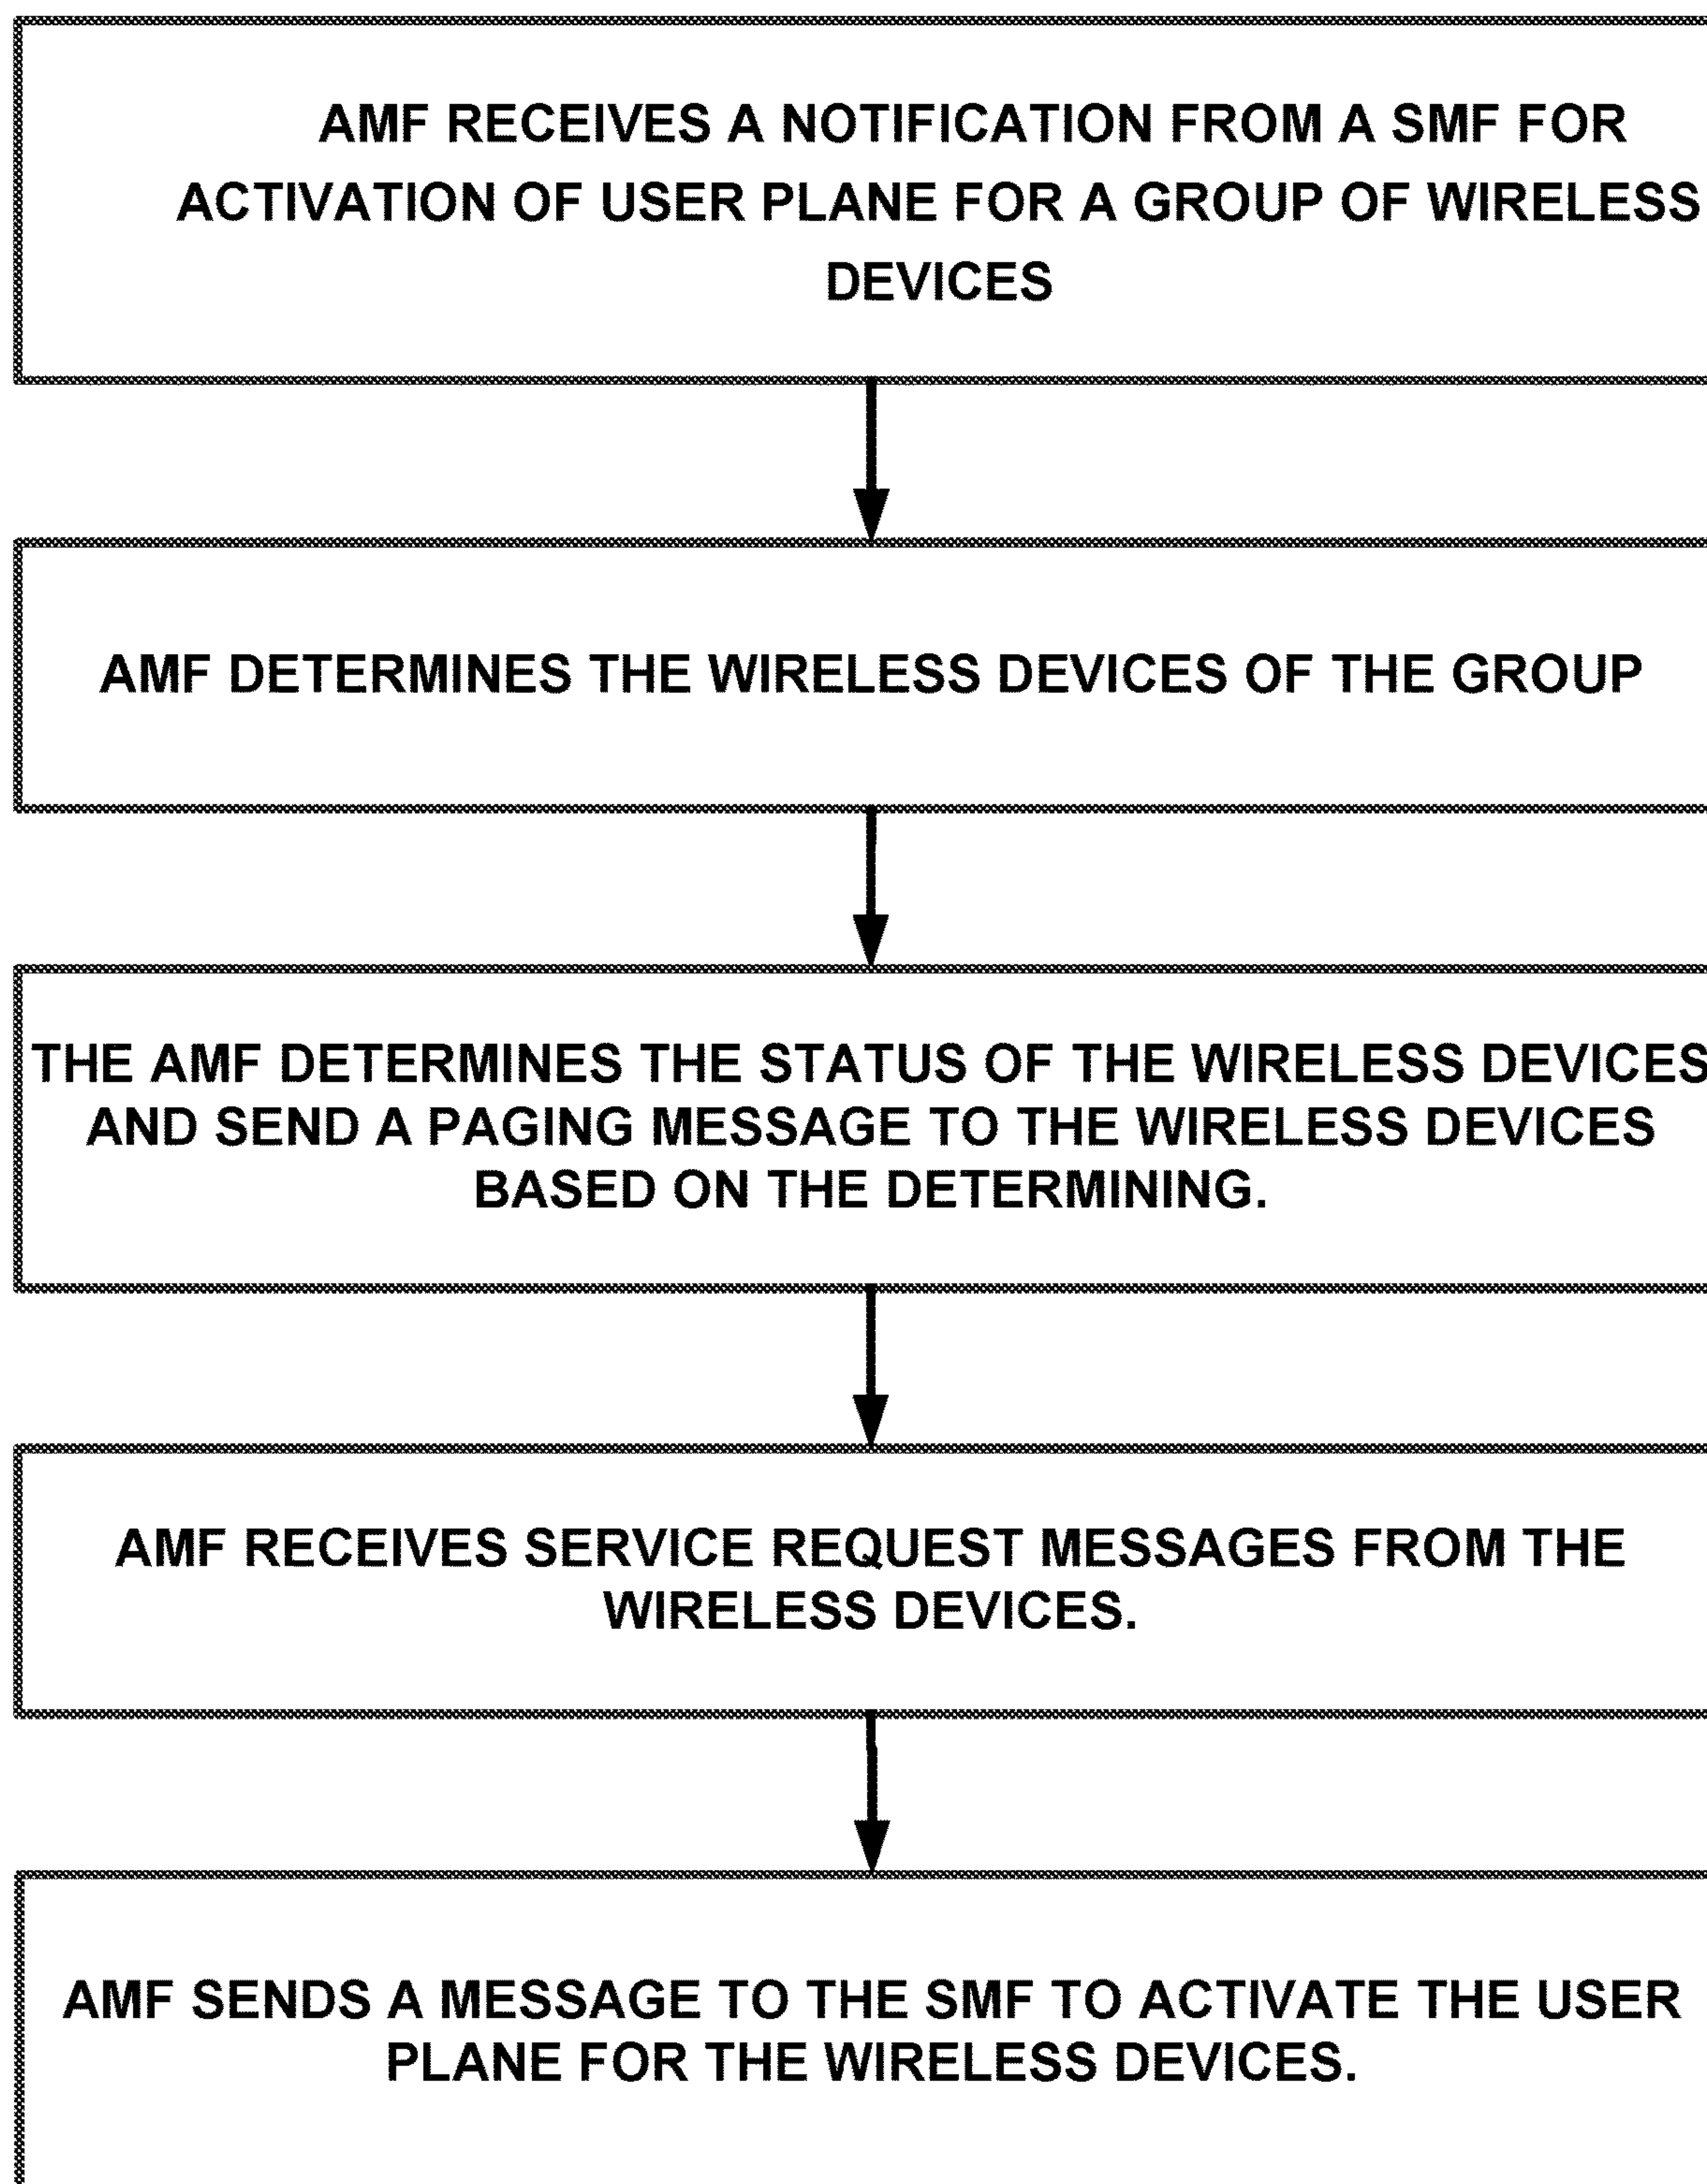 AMF RECEIVES A NOTIFICATION FROM A SMF FOR
ACTIVATION OF USER PLANE FOR A GROUP OF WIRELESS
DEVICES
AMF DETERMINES THE WIRELESS DEVICES OF THE GROUP
THE AMF DETERMINES THE STATUS OF THE WIRELESS DEVICES
AND SEND A PAGING MESSAGE TO THE WIRELESS DEVICES
BASED ON THE DETERMINING.
AMF RECEIVES SERVICE REQUEST MESSAGES FROM THE
WIRELESS DEVICES.
AMF SENDS A MESSAGE TO THE SMF TO ACTIVATE THE USER
PLANE FOR THE WIRELESS DEVICES.